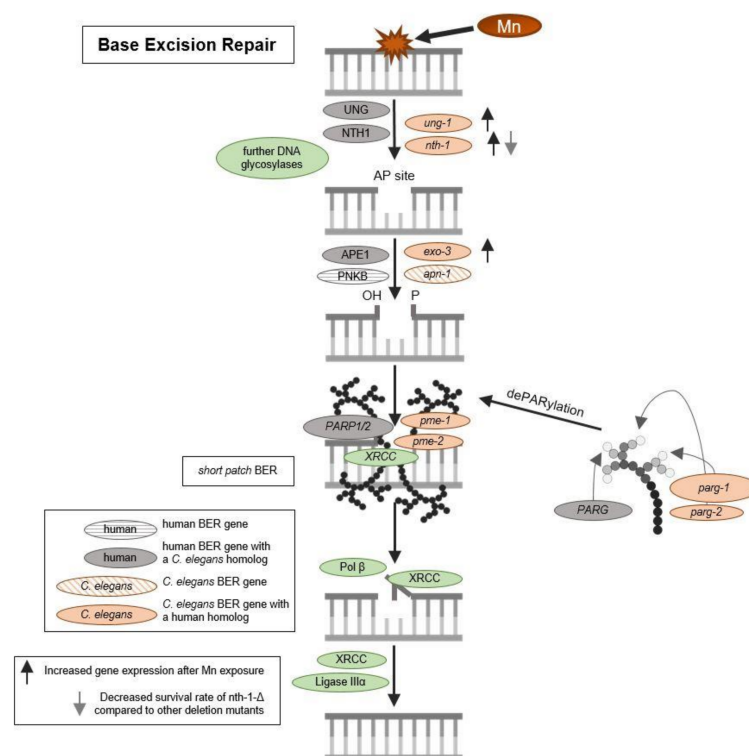 Base Excision Repair
Mn
UNG
NTH1
ung-1
nth-1
further DNA
glycosylases
AP site
APE1
PNKB
exo-3
apn-1
OH
P
dePARylation
PARP1/2
pme-1
pme-2
XRCC
short patch BER
PARG
parg-1
parg-2
human
human BER gene
human
human BER gene with
a C. elegans homolog
C. elegans
C. elegans BER gene
C. elegans
C. elegans BER gene with
a human homolog
Pol β
XRCC
XRCC
Ligase IIIα
Increased gene expression after Mn exposure
Decreased survival rate of nth-1-Δ
compared to other deletion mutants